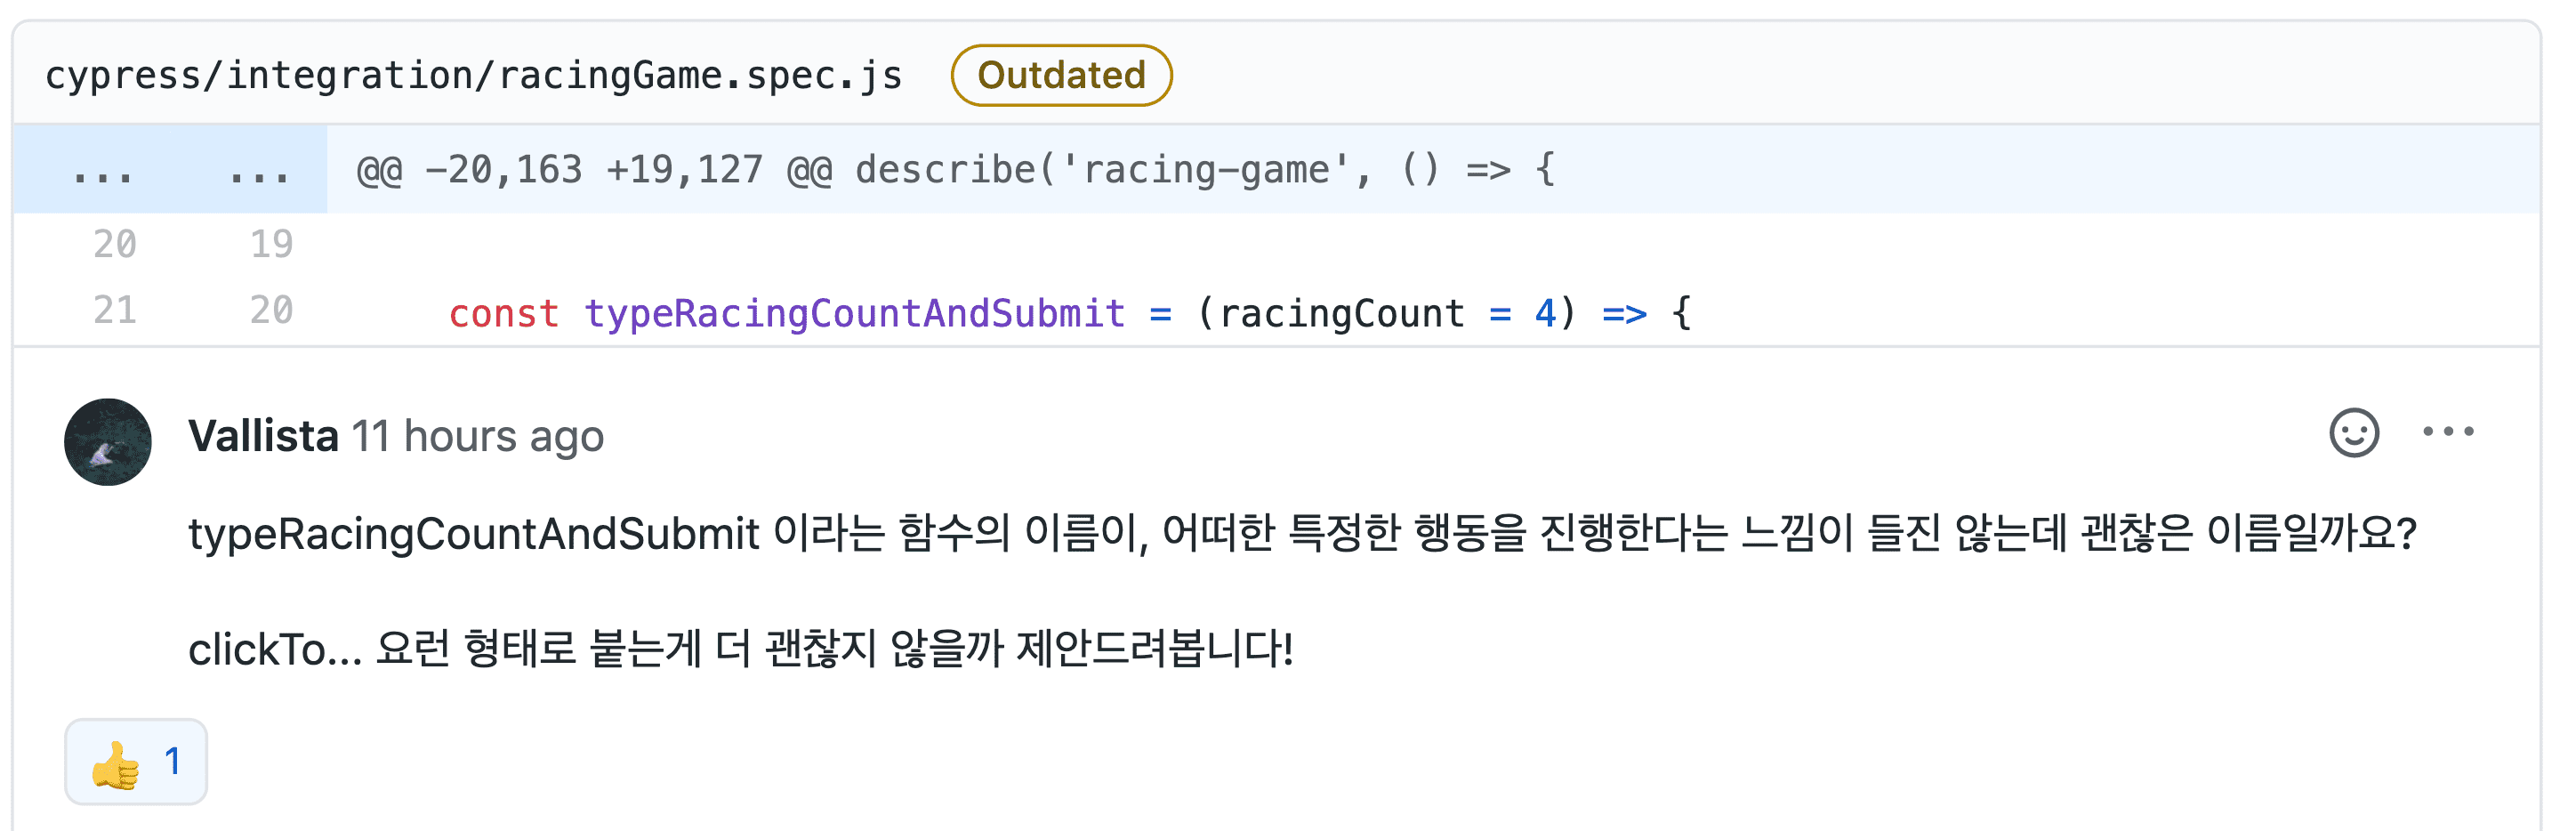 cypress/integration/racingGame.spec.js Outdated
... ... @@ -20,163 +19,127 @@ describe('racing-game', () => {
20 19
21 20 const typeRacingCountAndSubmit = (racingCount = 4) => {
Vallista 11 hours ago
typeRacingCountAndSubmit 이라는 함수의 이름이, 어떠한 특정한 행동을 진행한다는 느낌이 들진 않는데 괜찮은 이름일까요?
clickTo... 요런 형태로 붙는게 더 괜찮지 않을까 제안드려봅니다!
👍 1